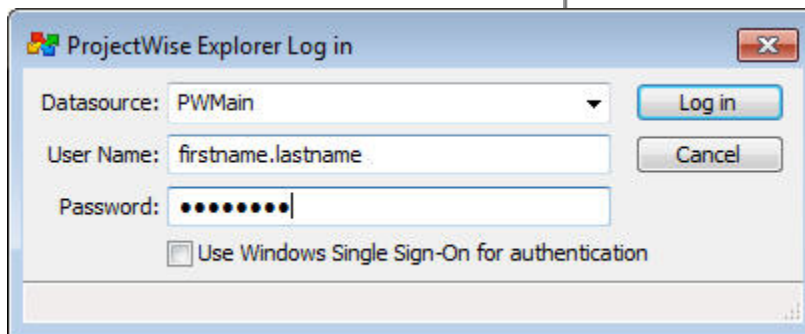 ProjectWise Explorer Log in
Datasource: PWMain Log in
User Name: firstname.lastname Cancel
Password: ●●●●●●●●
Use Windows Single Sign-On for authentication